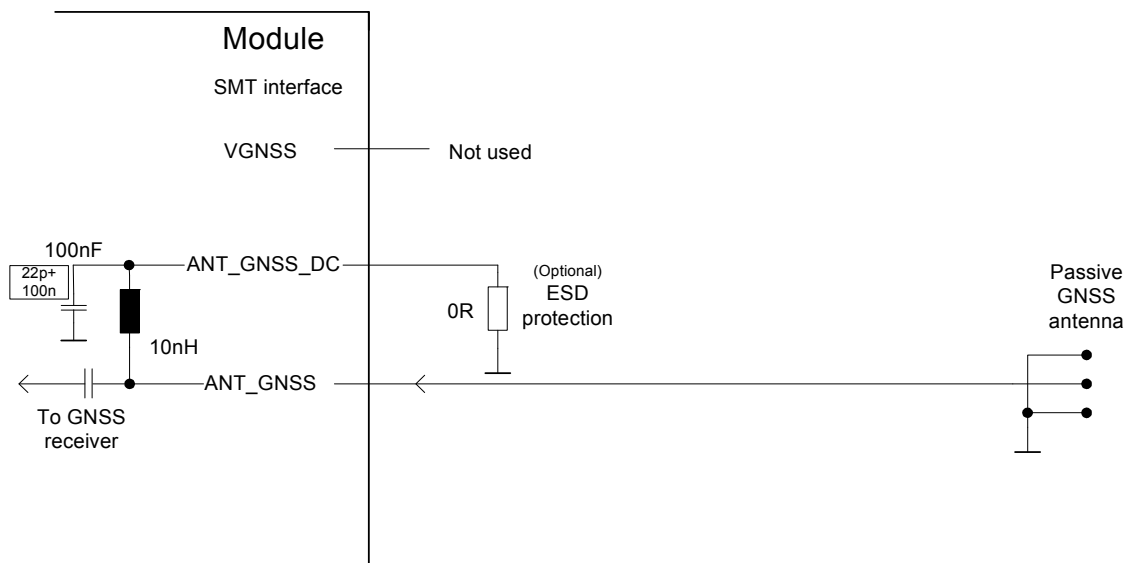 Module
SMT interface
VGNSS
Not used
100nF
22p+
100n
ANT_GNSS_DC
10nH
0R
(Optional)
ESD
protection
Passive
GNSS
antenna
ANT_GNSS
To GNSS
receiver